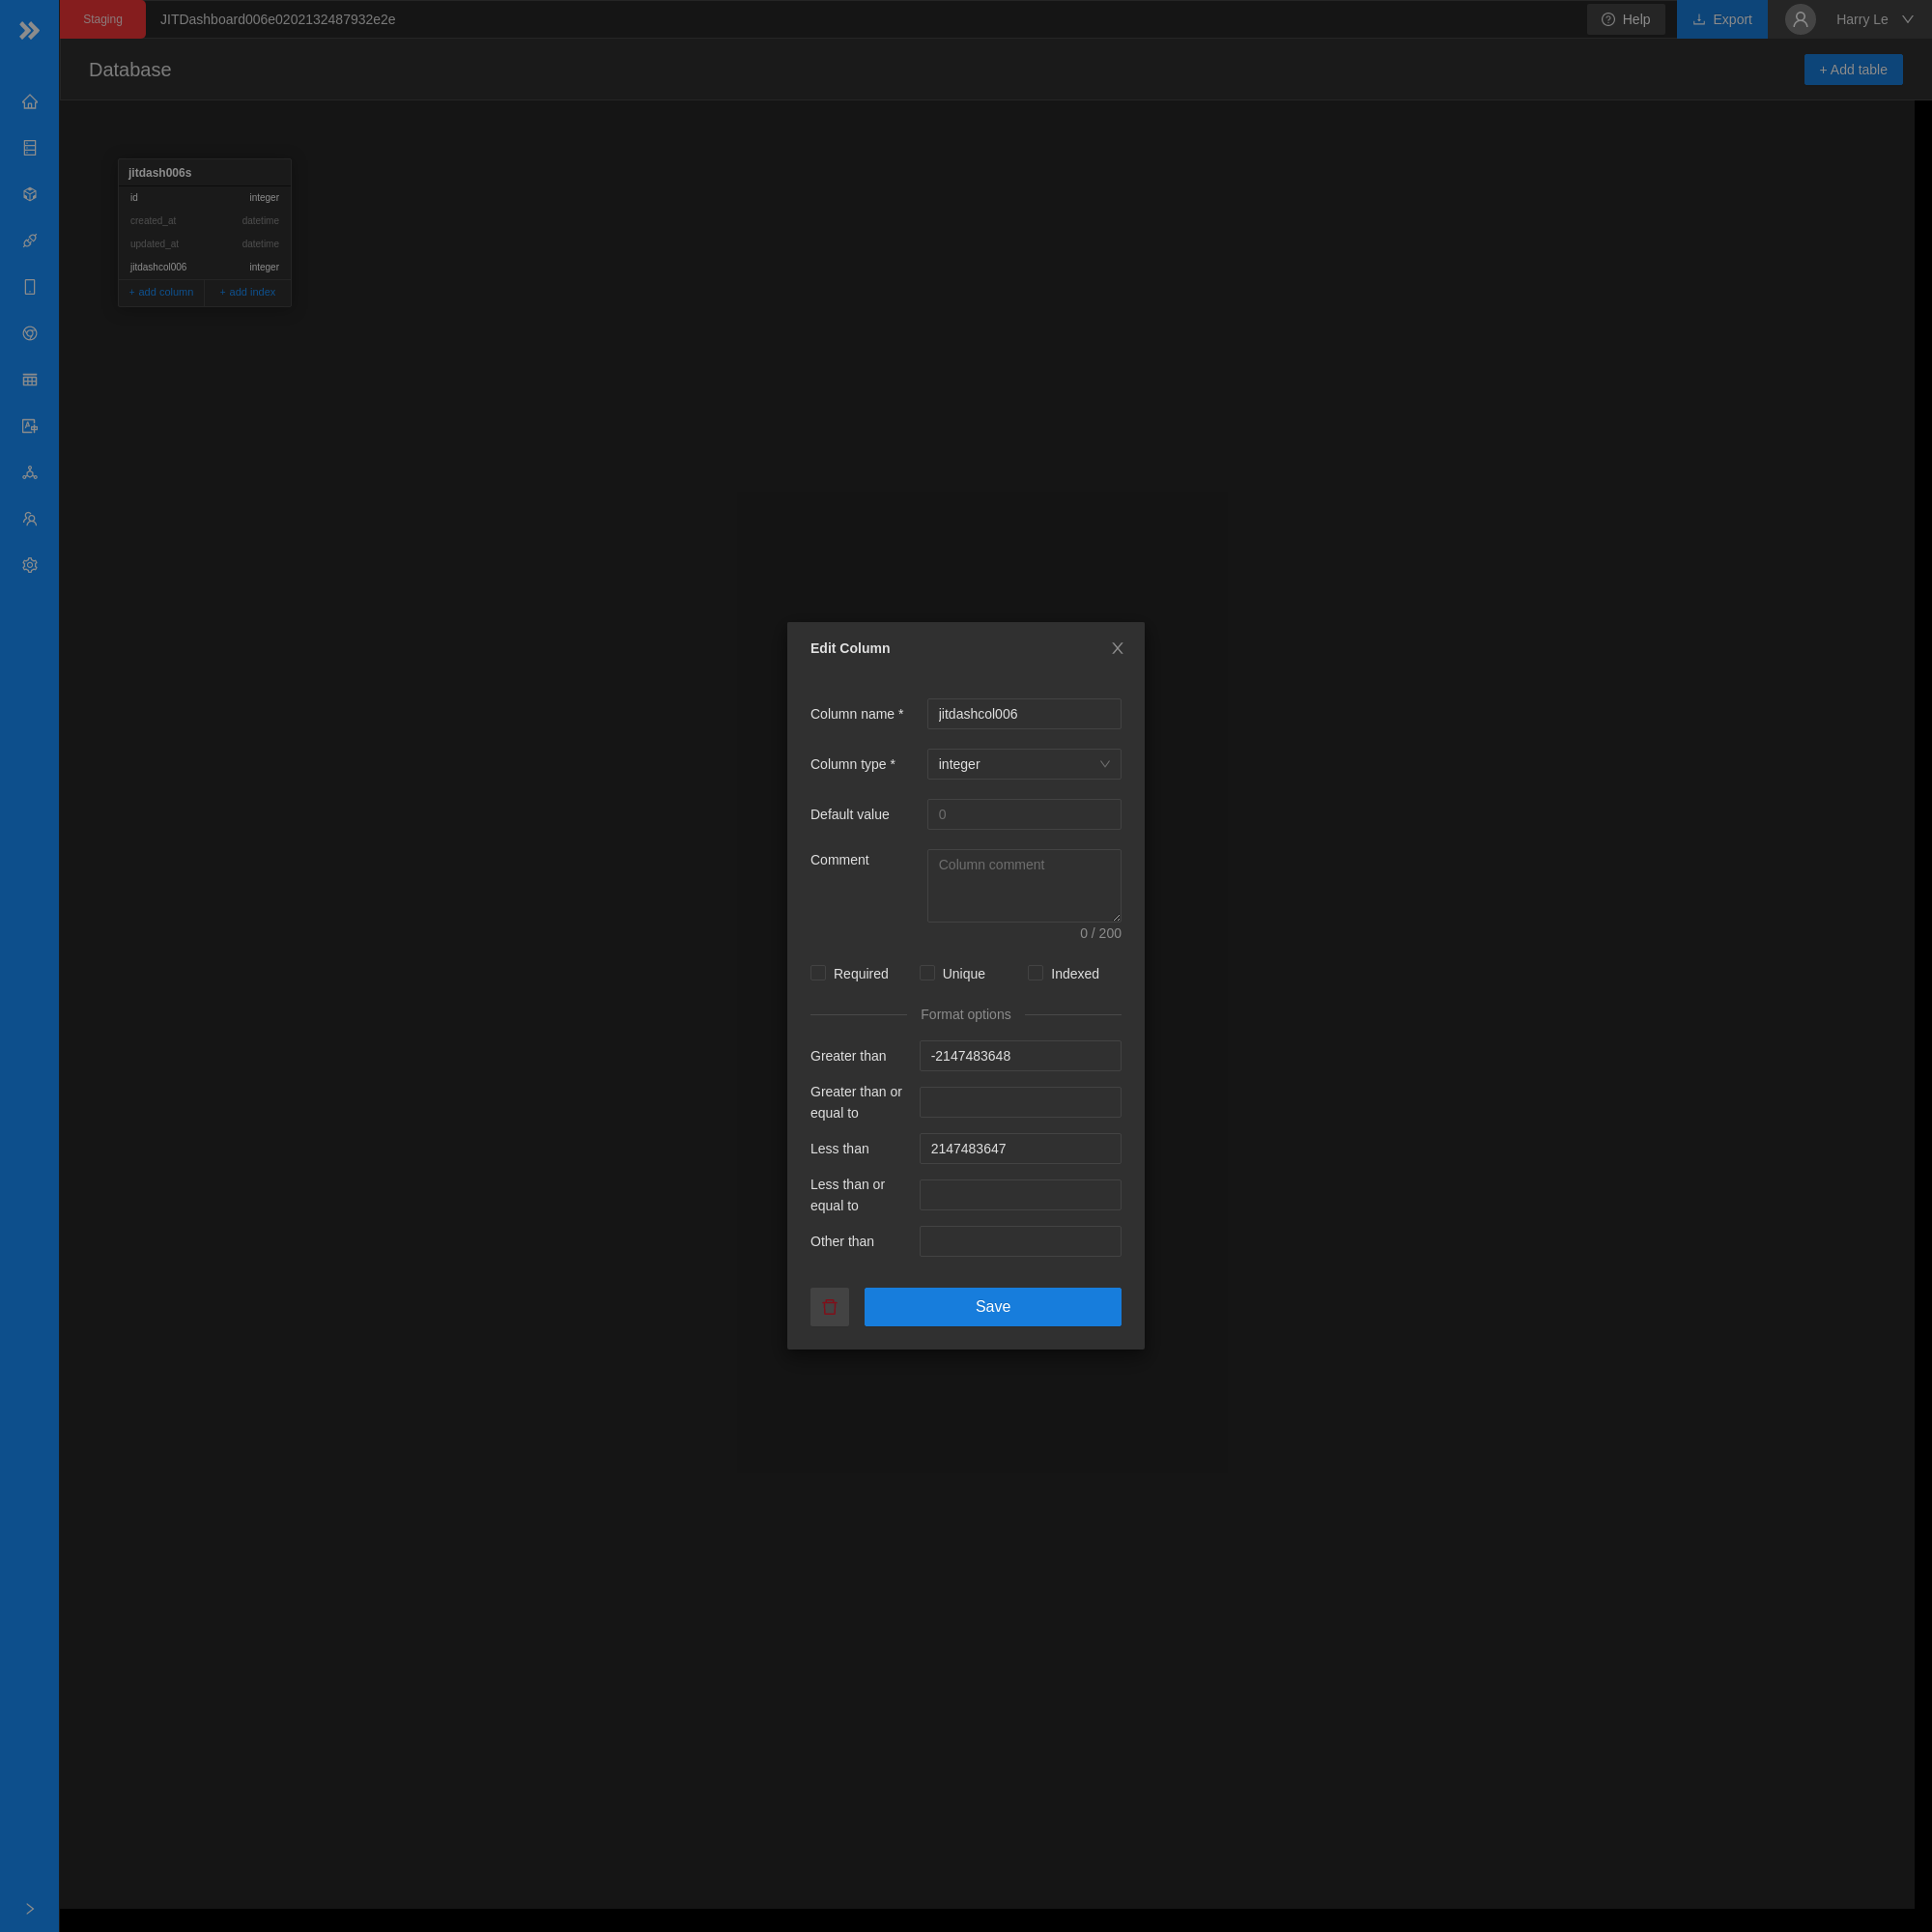 Staging
JITDashboard006e0202132487932e2e
Help
Export
Harry Le
Database
+ Add table
jitdash006s
id integer
created_at datetime
updated_at datetime
jitdashcol006 integer
+ add column + add index
Edit Column
Column name * jitdashcol006
Column type * integer
Default value 0
Comment Column comment
0 / 200
Required Unique Indexed
Format options
Greater than -2147483648
Greater than or
equal to
Less than 2147483647
Less than or
equal to
Other than
Save